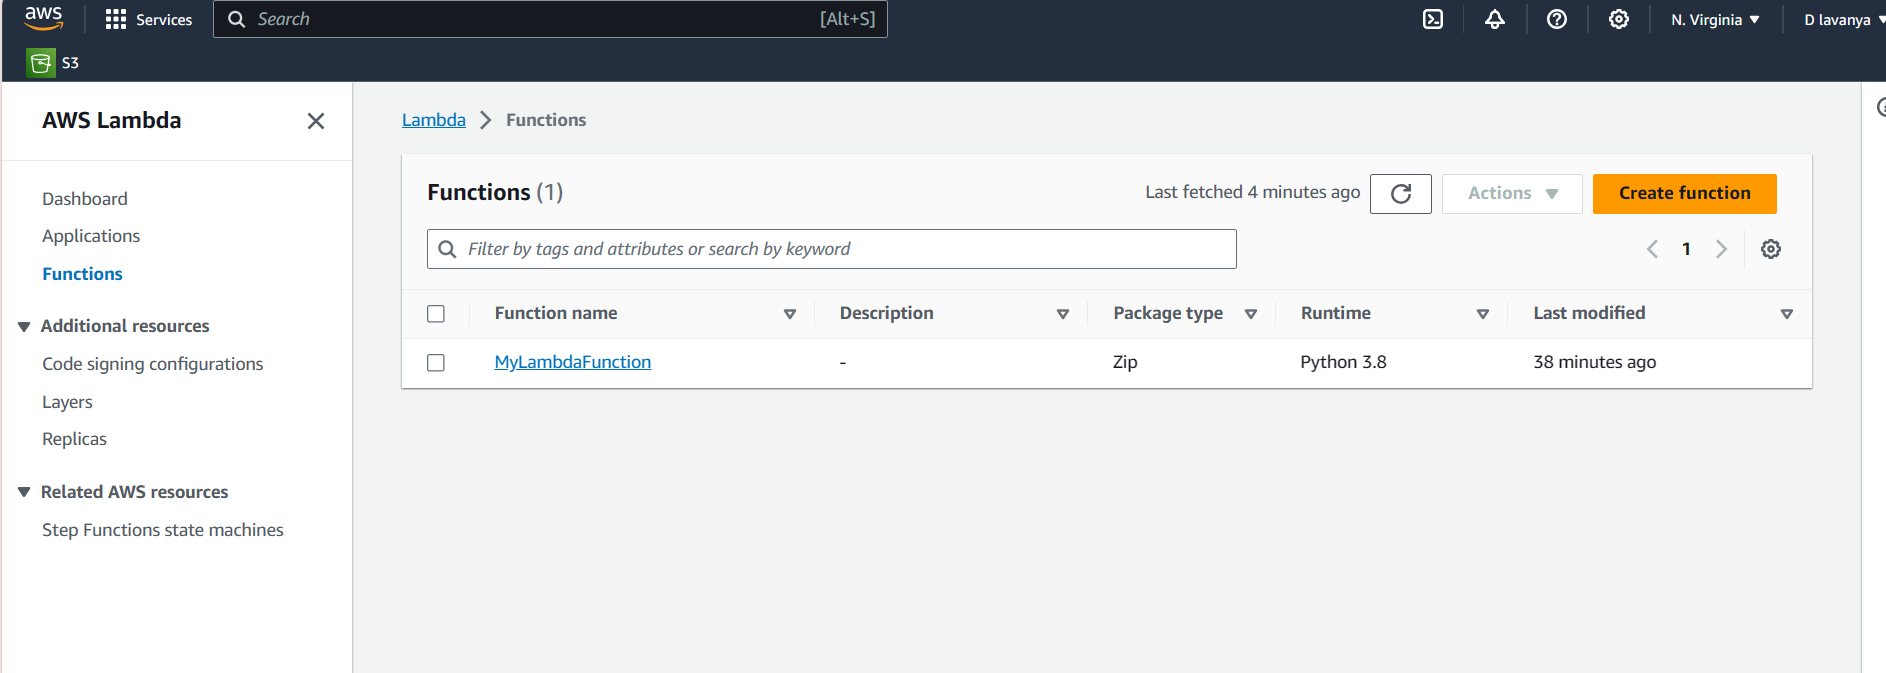 aws Services Search [Alt+S] N. Virginia D lavanya
S3
AWS Lambda
Dashboard
Applications
Functions
Additional resources
Code signing configurations
Layers
Replicas
Related AWS resources
Step Functions state machines
Lambda Functions
Functions (1) Last fetched 4 minutes ago Actions Create function
Filter by tags and attributes or search by keyword 1
Function name Description Package type Runtime Last modified
MyLambdaFunction - Zip Python 3.8 38 minutes ago